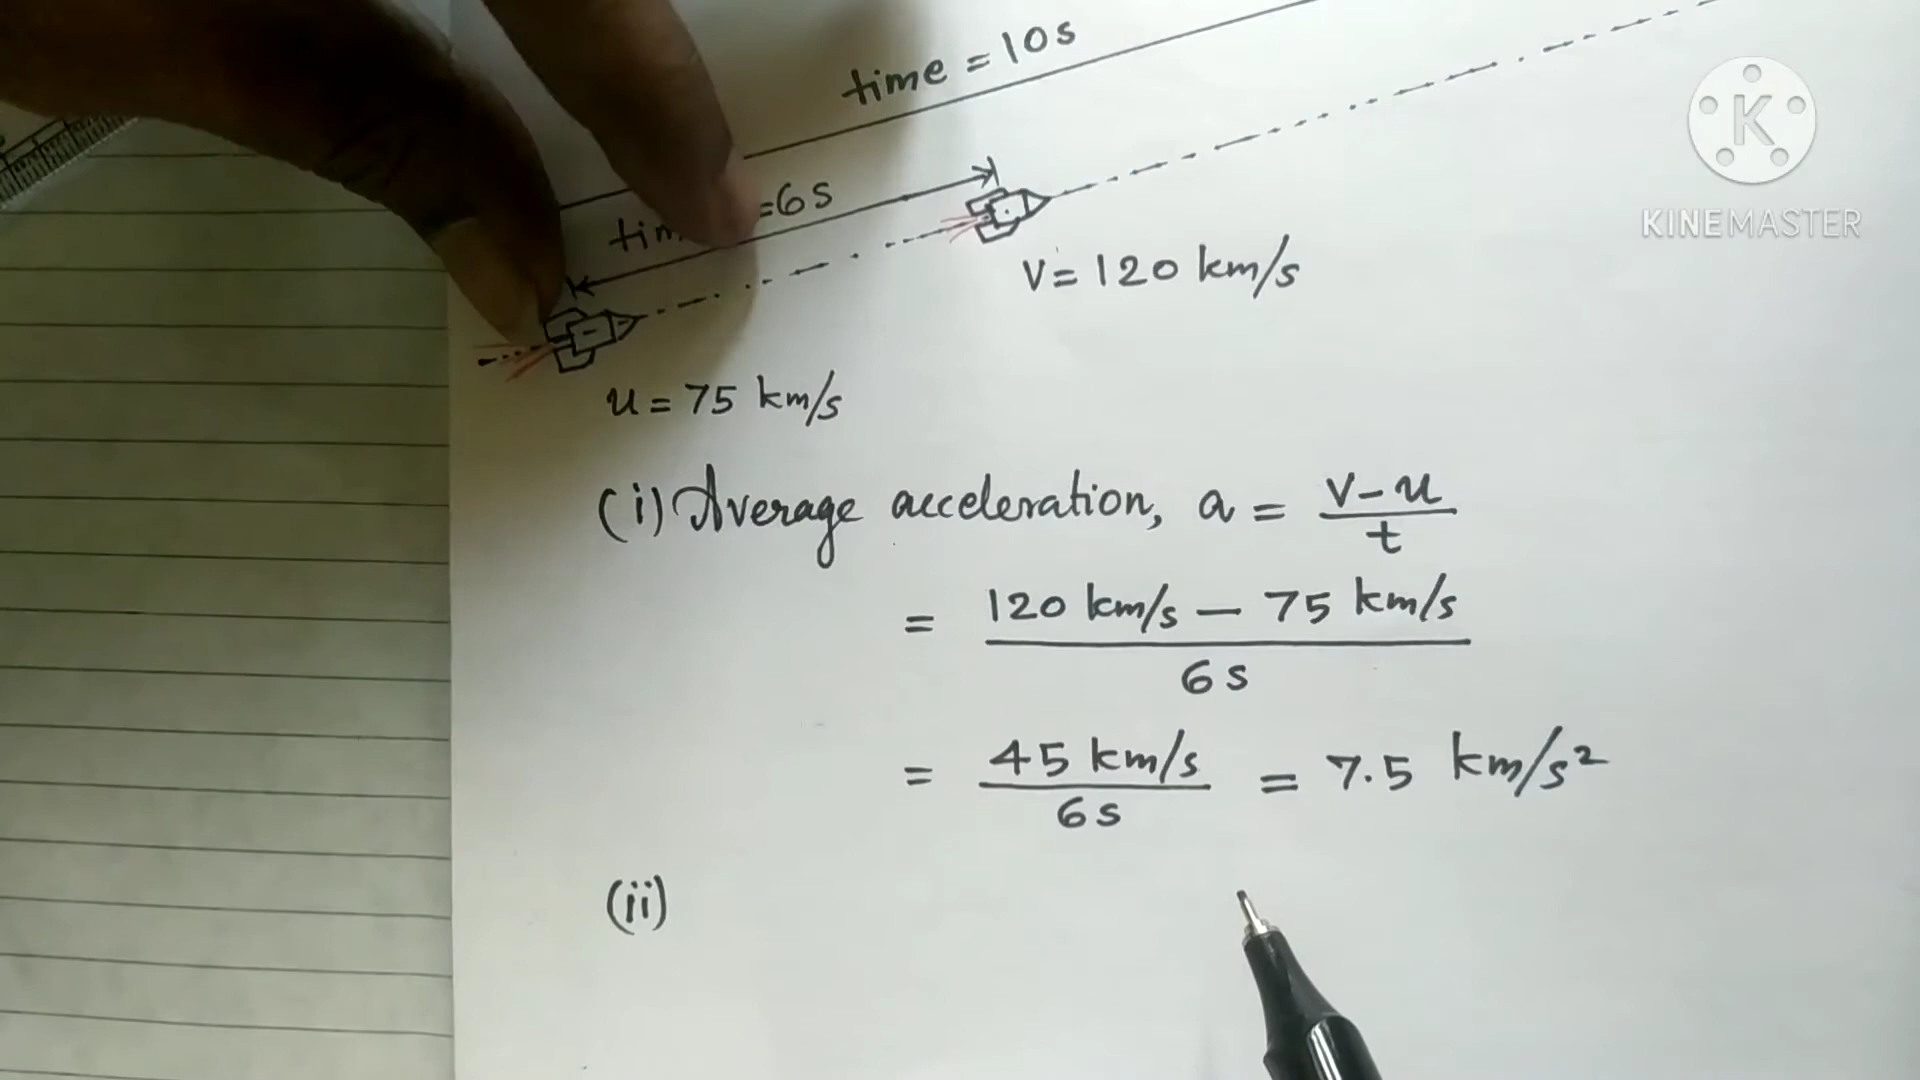 time = 10s
=6s
V = 120 km/s
u = 75 km/s
(i) Average acceleration, a = v-u/t
= 120 km/s — 75 km/s / 6s
= 45 km/s / 6s = 7.5 km/s²
(ii)
K
KINEMASTER